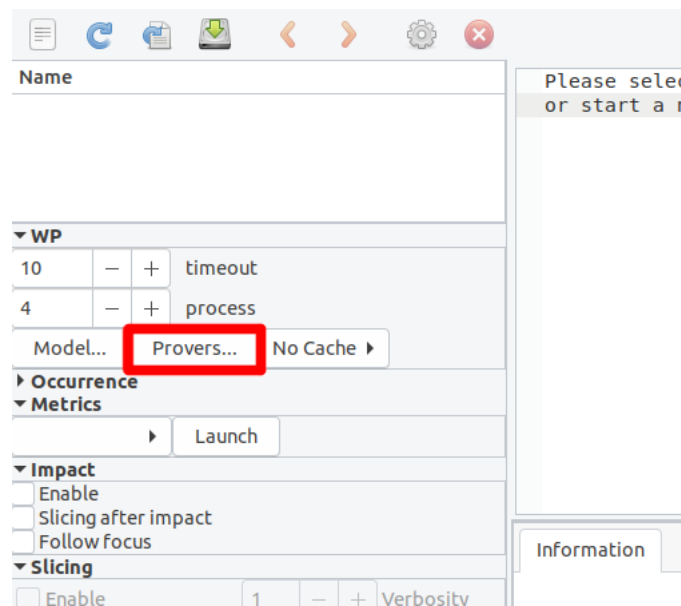 Name
Please selec
or start a
WP
10 timeout
4 process
Model... Provers... No Cache
Occurrence
Metrics
Launch
Impact
Enable
Slicing after impact
Follow focus
Slicing
Enable 1 Verbosity
Information